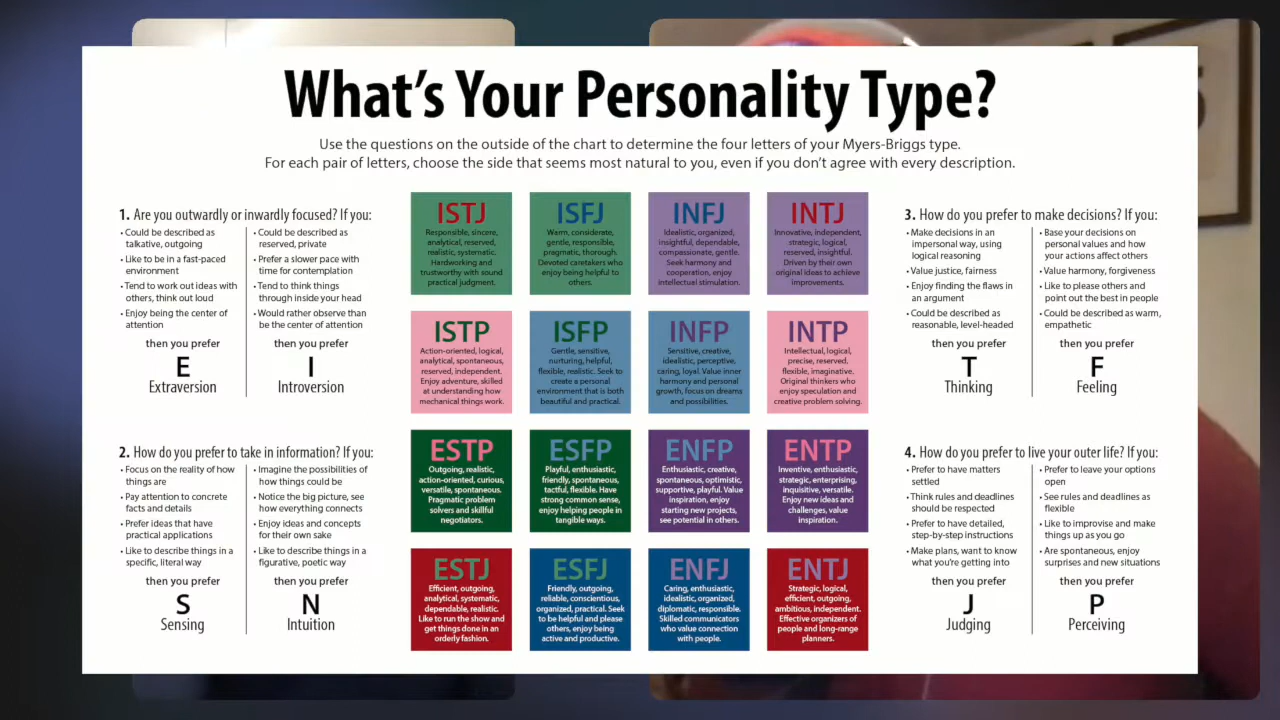 What's Your Personality Type?
Use the questions on the outside of the chart to determine the four letters of your Myers-Briggs type.
For each pair of letters, choose the side that seems most natural to you, even if you don't agree with every description.
1. Are you outwardly or inwardly focused? If you:
• Could be described as
talkative, outgoing
• Like to be in a fast-paced
environment
• Tend to work out ideas with
others, think out loud
• Enjoy being the center of
attention
then you prefer
E
Extraversion
• Could be described as
reserved, private
• Prefer a slower pace with
time for contemplation
• Tend to think things
through inside your head
• Would rather observe than
be the center of attention
then you prefer
I
Introversion
2. How do you prefer to take in information? If you:
• Focus on the reality of how
things are
• Pay attention to concrete
facts and details
• Prefer ideas that have
practical applications
• Like to describe things in a
specific, literal way
then you prefer
S
Sensing
• Imagine the possibilities of
how things could be
• Notice the big picture, see
how everything connects
• Enjoy ideas and concepts
for their own sake
• Like to describe things in a
figurative, poetic way
then you prefer
N
Intuition
ISTJ
Responsible, sincere,
analytical, reserved,
realistic, systematic.
Hardworking and
trustworthy with sound
practical judgment.
ISFJ
Warm, considerate,
gentle, responsible,
pragmatic, thorough.
Devoted caretakers who
enjoy being helpful to
others.
INFJ
Idealistic, organized,
insightful, dependable,
compassionate, gentle.
Seek harmony and
cooperation, enjoy
intellectual stimulation.
INTJ
Innovative, independent,
strategic, logical,
reserved, insightful.
Driven by their own
original ideas to achieve
improvements.
ISTP
Action-oriented, logical,
analytical, spontaneous,
reserved, independent.
Enjoy adventure, skilled
at understanding how
mechanical things work.
ISFP
Gentle, sensitive,
nurturing, helpful,
flexible, realistic. Seek to
create a personal
environment that is both
beautiful and practical.
INFP
Sensitive, creative,
idealistic, perceptive,
caring, loyal. Value inner
harmony and personal
growth, focus on dreams
and possibilities.
INTP
Intellectual, logical,
precise, reserved,
flexible, imaginative.
Original thinkers who
enjoy speculation and
creative problem solving.
ESTP
Outgoing, realistic,
action-oriented, curious,
versatile, spontaneous.
Pragmatic problem
solvers and skillful
negotiators.
ESFP
Playful, enthusiastic,
friendly, spontaneous,
tactful, flexible. Have
strong common sense,
enjoy helping people in
tangible ways.
ENFP
Enthusiastic, creative,
spontaneous, optimistic,
supportive, playful. Value
inspiration, enjoy
starting new projects,
see potential in others.
ENTP
Inventive, enthusiastic,
strategic, enterprising,
inquisitive, versatile.
Enjoy new ideas and
challenges, value
inspiration.
ESTJ
Efficient, outgoing,
analytical, systematic,
dependable, realistic.
Like to run the show and
get things done in an
orderly fashion.
ESFJ
Friendly, outgoing,
reliable, conscientious,
organized, practical. Seek
to be helpful and please
others, enjoy being
active and productive.
ENFJ
Caring, enthusiastic,
idealistic, organized,
diplomatic, responsible.
Skilled communicators
who value connection
with people.
ENTJ
Strategic, logical,
efficient, outgoing,
ambitious, independent.
Effective organizers of
people and long-range
planners.
3. How do you prefer to make decisions? If you:
• Make decisions in an
impersonal way, using
logical reasoning
• Value justice, fairness
• Enjoy finding the flaws in
an argument
• Could be described as
reasonable, level-headed
then you prefer
T
Thinking
• Base your decisions on
personal values and how
your actions affect others
• Value harmony, forgiveness
• Like to please others and
point out the best in people
• Could be described as warm,
empathetic
then you prefer
F
Feeling
4. How do you prefer to live your outer life? If you:
• Prefer to have matters
settled
• Think rules and deadlines
should be respected
• Prefer to have detailed,
step-by-step instructions
• Make plans, want to know
what you're getting into
then you prefer
J
Judging
• Prefer to leave your options
open
• See rules and deadlines as
flexible
• Like to improvise and make
things up as you go
• Are spontaneous, enjoy
surprises and new situations
then you prefer
P
Perceiving